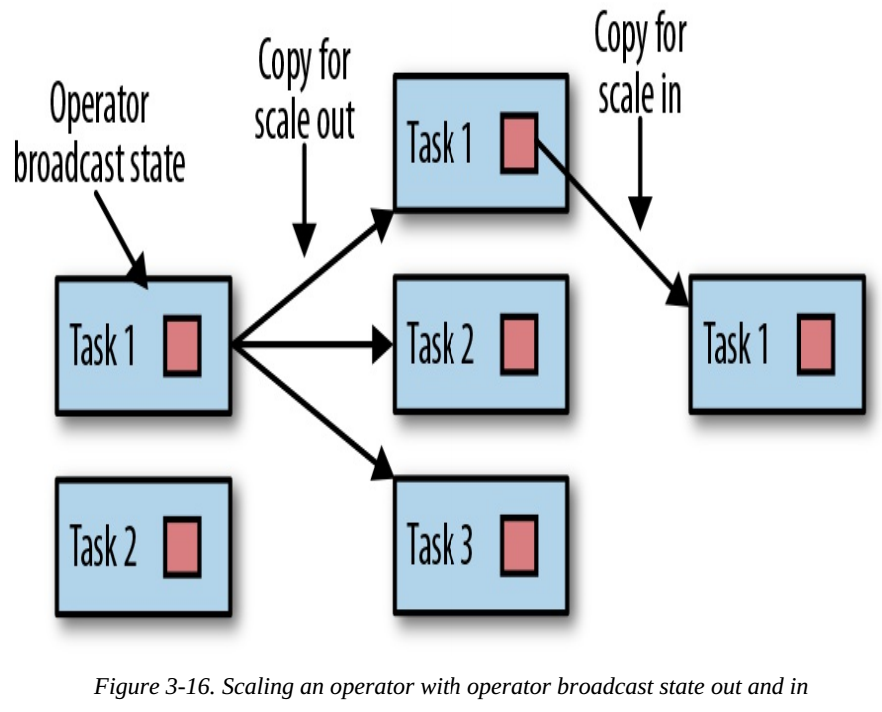 Operator
broadcast state
Copy for
scale out
Copy for
scale in
Task 1
Task 2
Task 1
Task 2
Task 3
Task 1
Figure 3-16. Scaling an operator with operator broadcast state out and in